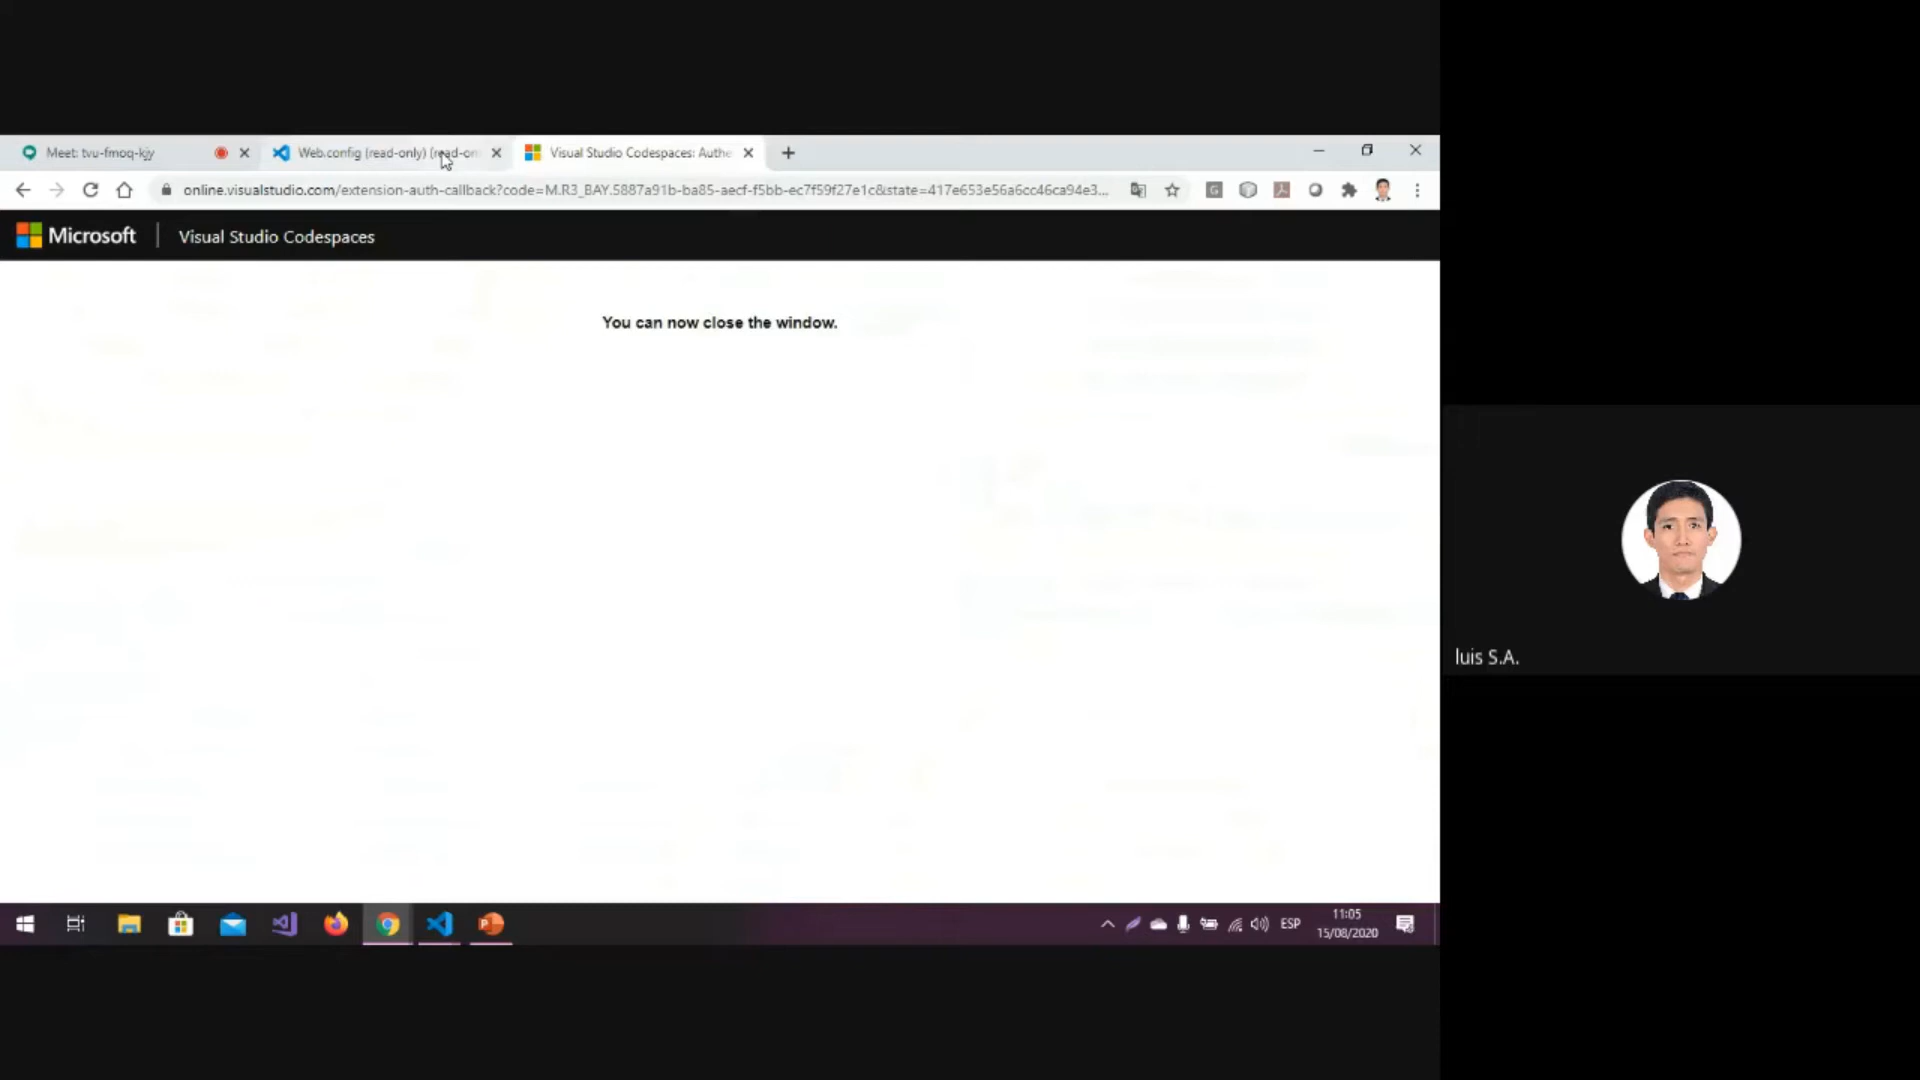 Meet: tvu-fmoq-kjy
Web.config (read-only) (read-on
Visual Studio Codespaces: Authe
online.visualstudio.com/extension-auth-callback?code=M.R3_BAY.5887a91b-ba85-aecf-f5bb-ec7f59f27e1c&state=417e653e56a6cc46ca94e3...
Microsoft
Visual Studio Codespaces
You can now close the window.
luis S.A.
ESP
11:05
15/08/2020